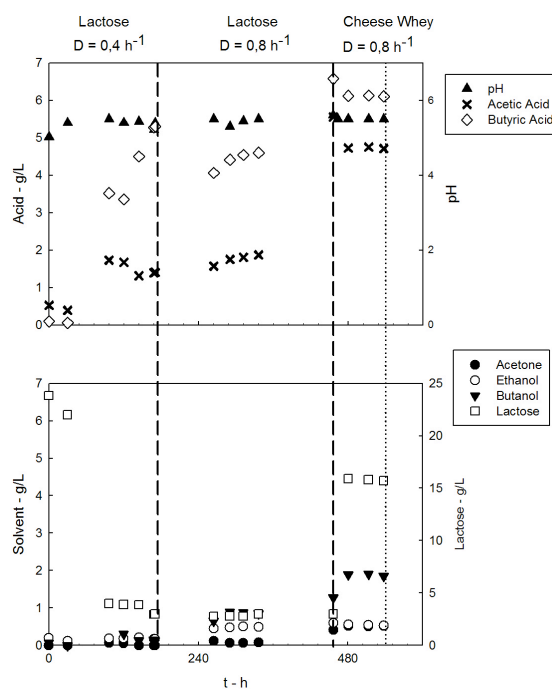 Lactose
D = 0,4 h-1
Lactose
D = 0,8 h-1
Cheese Whey
D = 0,8 h-1
7
6
5
4
3
2
1
0
Acid - g/L
6
4
2
0
pH
pH
Acetic Acid
Butyric Acid
7
6
5
4
3
2
1
0
Solvent - g/L
25
20
15
10
5
0
Lactose - g/L
Acetone
Ethanol
Butanol
Lactose
0
240
480
t - h